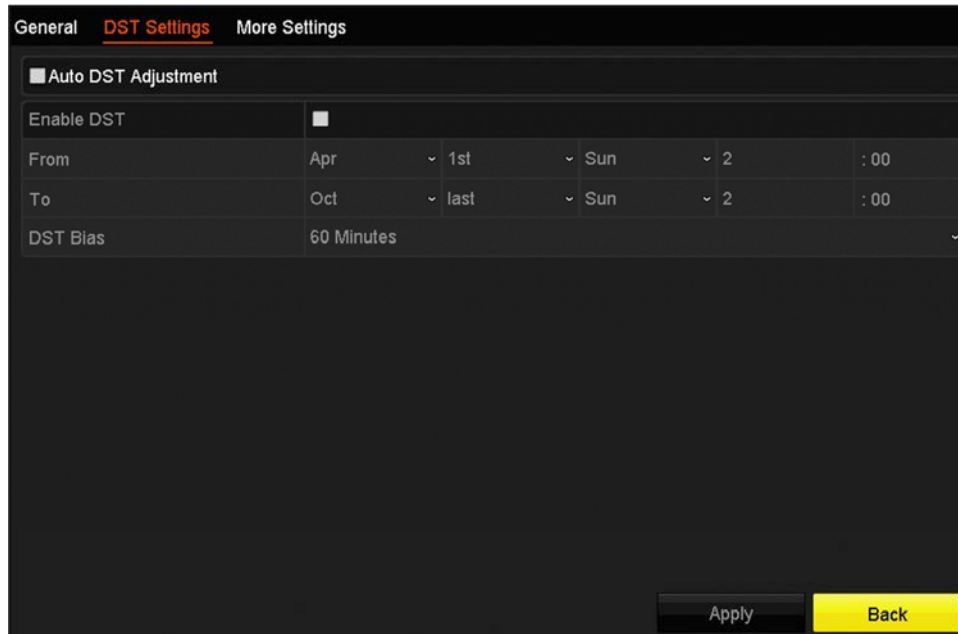 General DST Settings More Settings
Auto DST Adjustment
Enable DST
From Apr 1st Sun 2 : 00
To Oct last Sun 2 : 00
DST Bias 60 Minutes
Apply Back